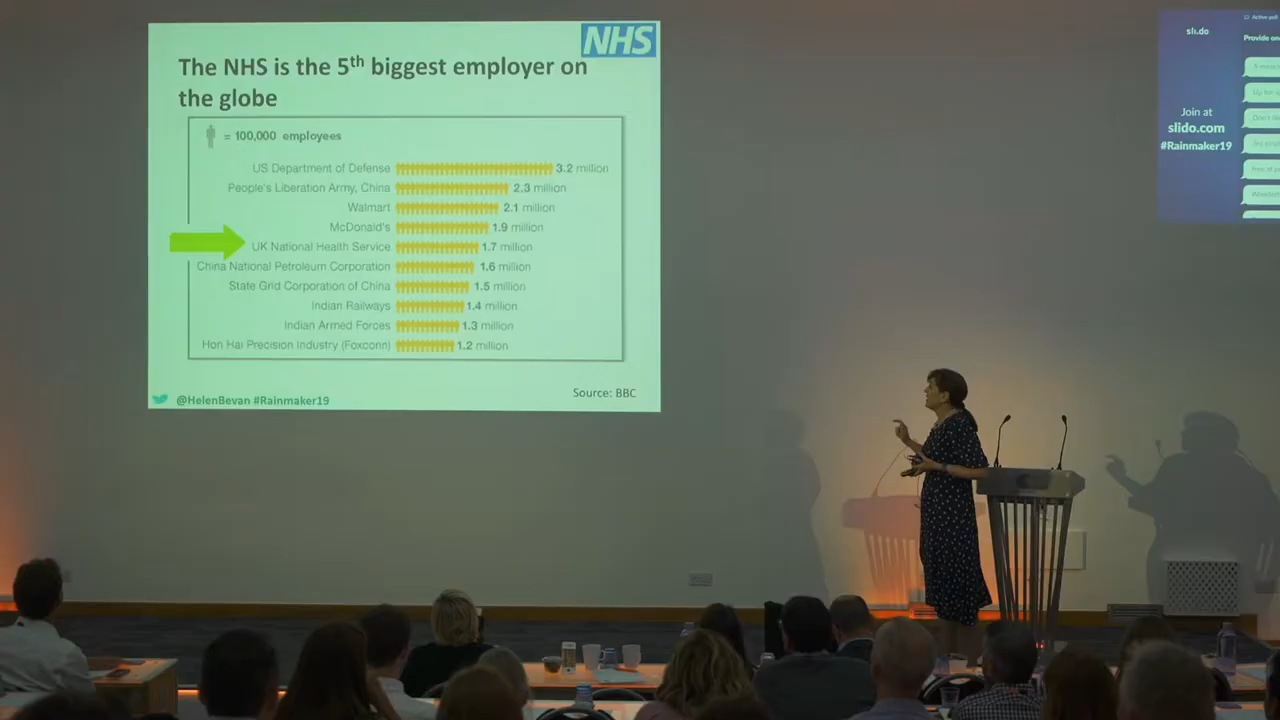 NHS
The NHS is the 5th biggest employer on
the globe
= 100,000 employees
US Department of Defense 3.2 million
People's Liberation Army, China 2.3 million
Walmart 2.1 million
McDonald's 1.9 million
UK National Health Service 1.7 million
China National Petroleum Corporation 1.6 million
State Grid Corporation of China 1.5 million
Indian Railways 1.4 million
Indian Armed Forces 1.3 million
Hon Hai Precision Industry (Foxconn) 1.2 million
Source: BBC
@HelenBevan #Rainmaker19
sli.do
Join at
slido.com
#Rainmaker19
Active poll
Provide one